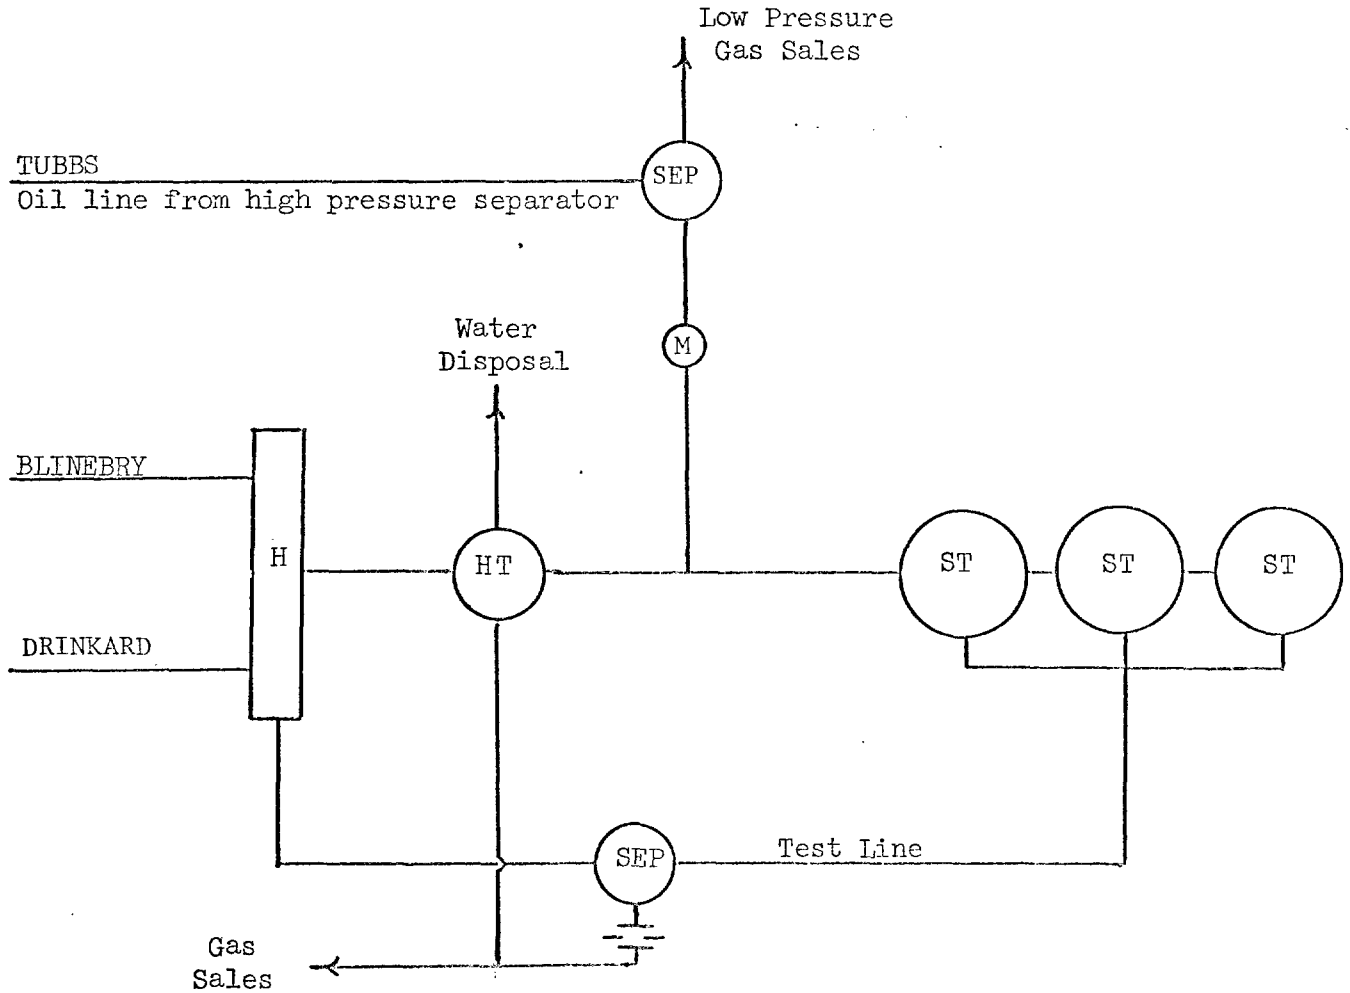 Low Pressure
Gas Sales
TUBBS
SEP
Oil line from high pressure separator
Water
Disposal
M
BLINEBRY
H
HT
ST
ST
ST
DRINKARD
SEP
Test Line
Gas
Sales